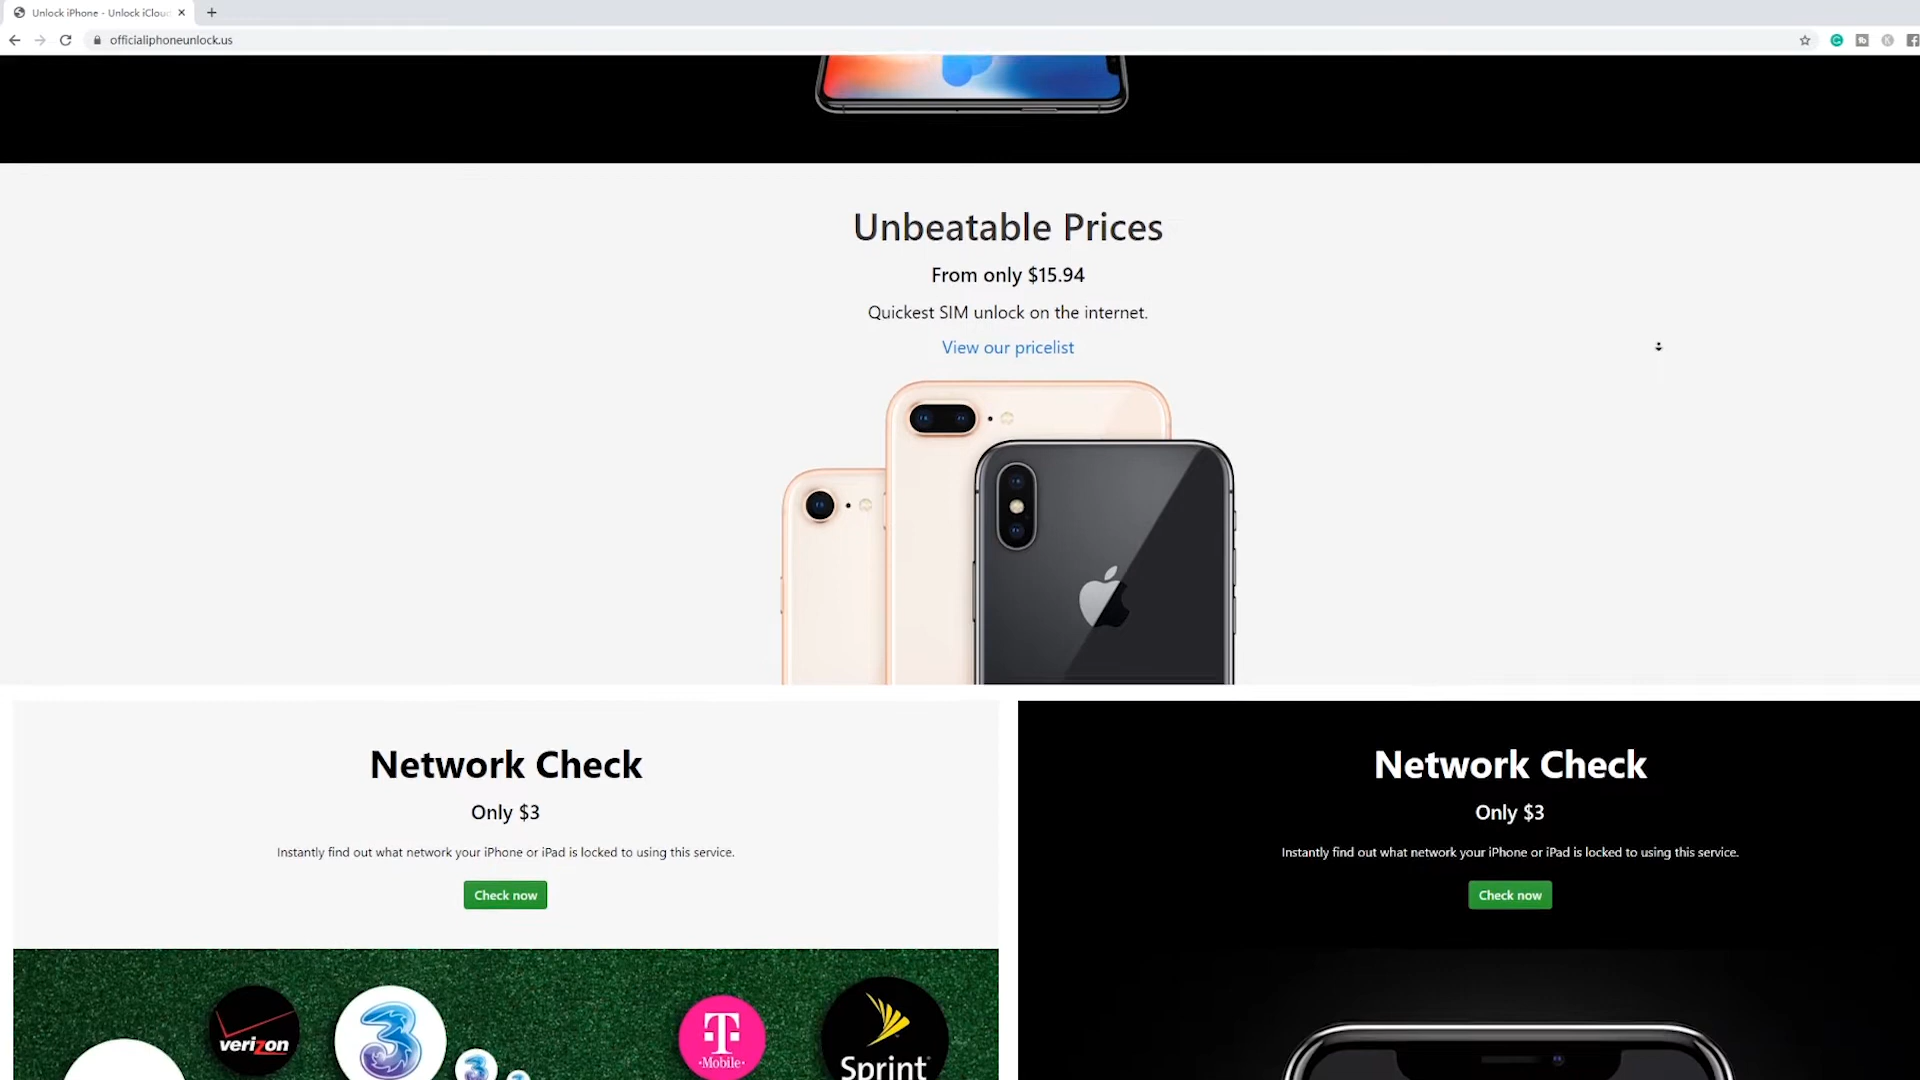 Unlock iPhone - Unlock iCloud
officialiphoneunlock.us
Unbeatable Prices
From only $15.94
Quickest SIM unlock on the internet.
View our pricelist
Network Check
Only $3
Instantly find out what network your iPhone or iPad is locked to using this service.
Check now
Network Check
Only $3
Instantly find out what network your iPhone or iPad is locked to using this service.
Check now
verizon
3
3
T
Mobile
Sprint